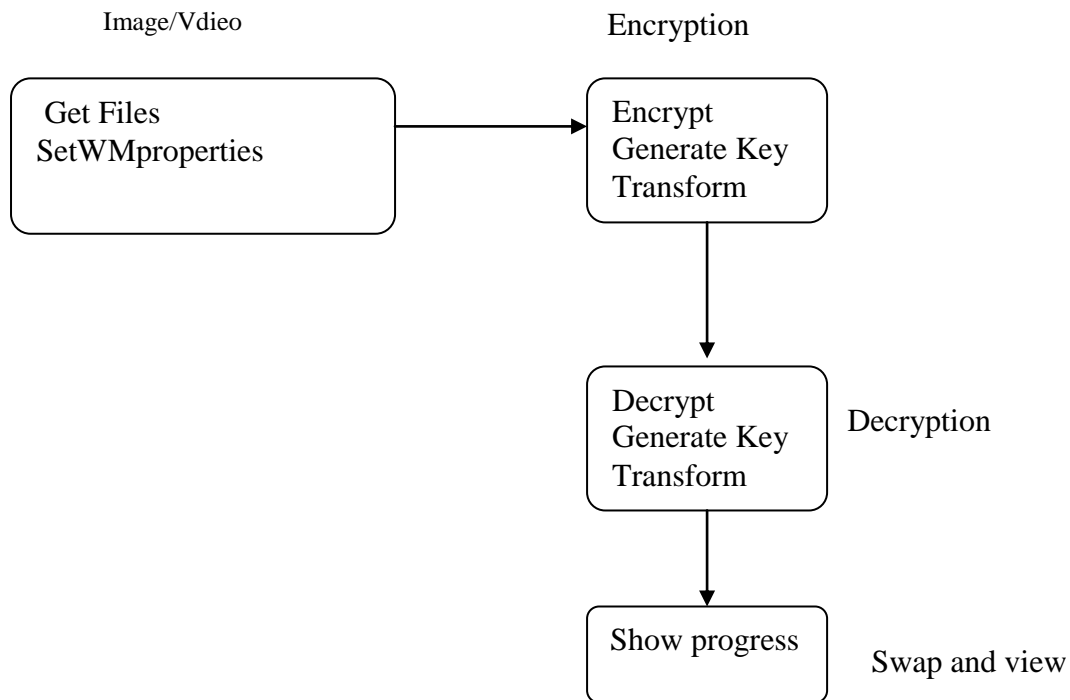 Image/Vdieo
Encryption
Get Files
SetWMproperties
Encrypt
Generate Key
Transform
Decrypt
Generate Key
Transform
Decryption
Show progress
Swap and view